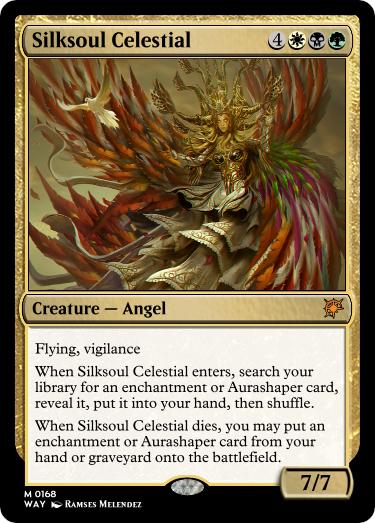 Silksoul Celestial 4
Creature — Angel
Flying, vigilance
When Silksoul Celestial enters, search your
library for an enchantment or Aurashaper card,
reveal it, put it into your hand, then shuffle.
When Silksoul Celestial dies, you may put an
enchantment or Aurashaper card from your
hand or graveyard onto the battlefield.
7/7
M 0168
WAY Ramses Melendez